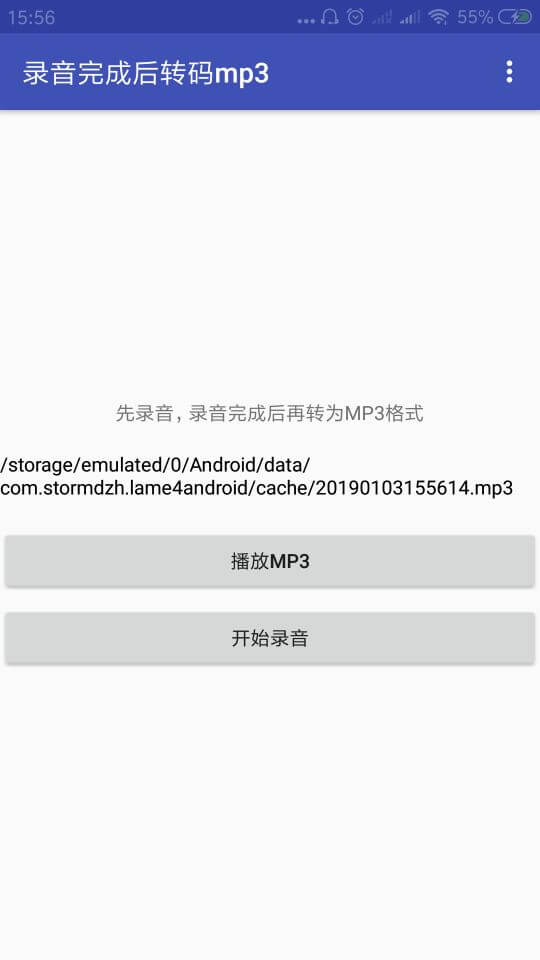 15:56
55%
录音完成后转码mp3
先录音，录音完成后再转为MP3格式
/storage/emulated/0/Android/data/
com.stormdzh.lame4android/cache/20190103155614.mp3
播放MP3
开始录音